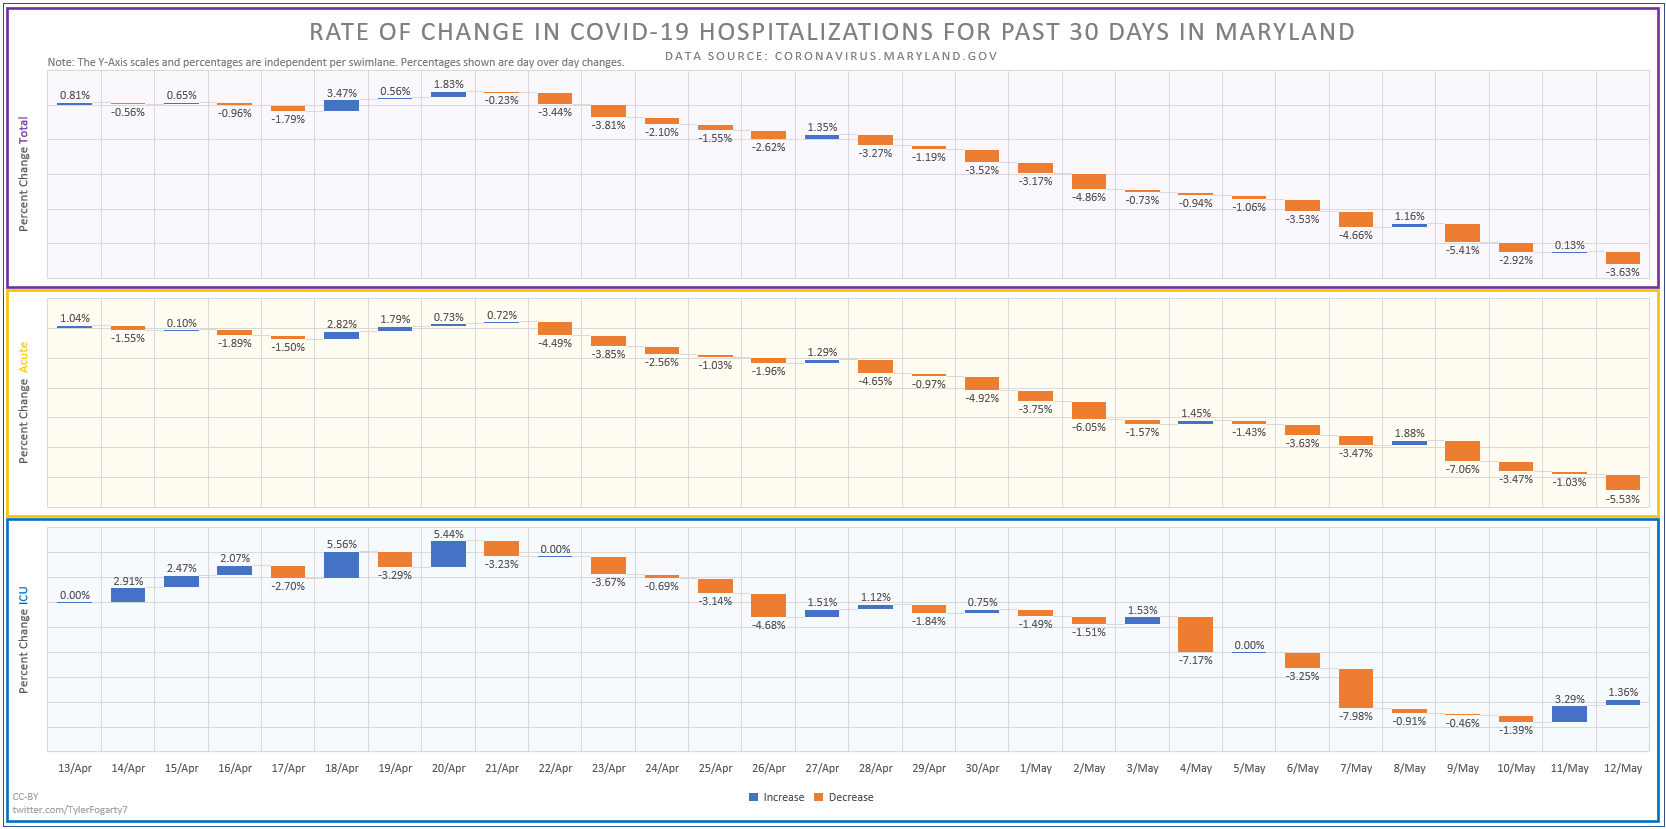 RATE OF CHANGE IN COVID-19 HOSPITALIZATIONS FOR PAST 30 DAYS IN MARYLAND
DATA SOURCE: CORONAVIRUS.MARYLAND.GOV
Note: The Y-Axis scales and percentages are independent per swimlane. Percentages shown are day over day changes.
Percent Change Total
0.81% -0.56% 0.65% -0.96% -1.79% 3.47% 0.56% 1.83% -0.23% -3.44% -3.81% -2.10% -1.55% -2.62% 1.35% -3.27% -1.19% -3.52% -3.17% -4.86% -0.73% -0.94% -1.06% -3.53% -4.66% 1.16% -5.41% -2.92% 0.13% -3.63%
Percent Change Acute
1.04% -1.55% 0.10% -1.89% -1.50% 2.82% 1.79% 0.73% 0.72% -4.49% -3.85% -2.56% -1.03% -1.96% 1.29% -4.65% -0.97% -4.92% -3.75% -6.05% -1.57% 1.45% -1.43% -3.63% -3.47% 1.88% -7.06% -3.47% -1.03% -5.53%
Percent Change ICU
0.00% 2.91% 2.47% 2.07% -2.70% 5.56% -3.29% 5.44% -3.23% 0.00% -3.67% -0.69% -3.14% -4.68% 1.51% 1.12% -1.84% 0.75% -1.49% -1.51% 1.53% -7.17% 0.00% -3.25% -7.98% -0.91% -0.46% -1.39% 3.29% 1.36%
13/Apr 14/Apr 15/Apr 16/Apr 17/Apr 18/Apr 19/Apr 20/Apr 21/Apr 22/Apr 23/Apr 24/Apr 25/Apr 26/Apr 27/Apr 28/Apr 29/Apr 30/Apr 1/May 2/May 3/May 4/May 5/May 6/May 7/May 8/May 9/May 10/May 11/May 12/May
Increase Decrease
CC-BY
twitter.com/TylerFogarty7